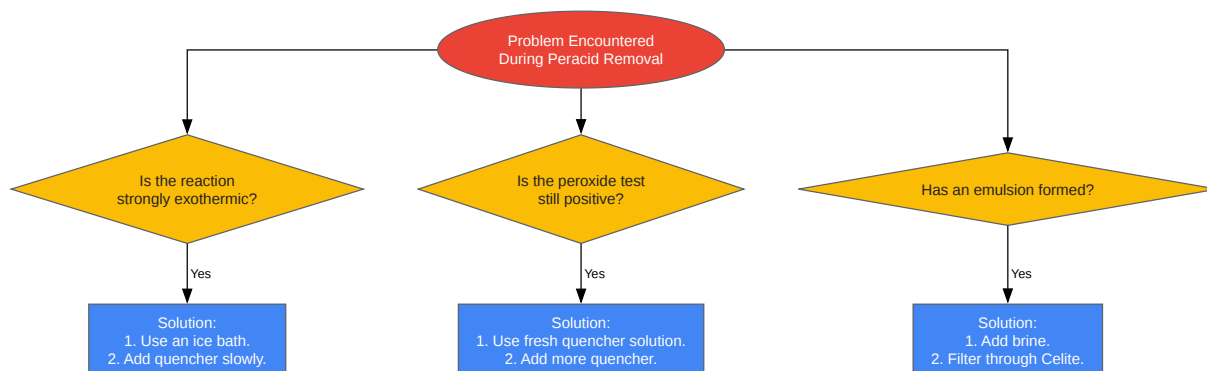 Problem Encountered
During Peracid Removal
Is the reaction
strongly exothermic?
Is the peroxide test
still positive?
Has an emulsion formed?
Yes
Yes
Yes
Solution:
1. Use an ice bath.
2. Add quencher slowly.
Solution:
1. Use fresh quencher solution.
2. Add more quencher.
Solution:
1. Add brine.
2. Filter through Celite.